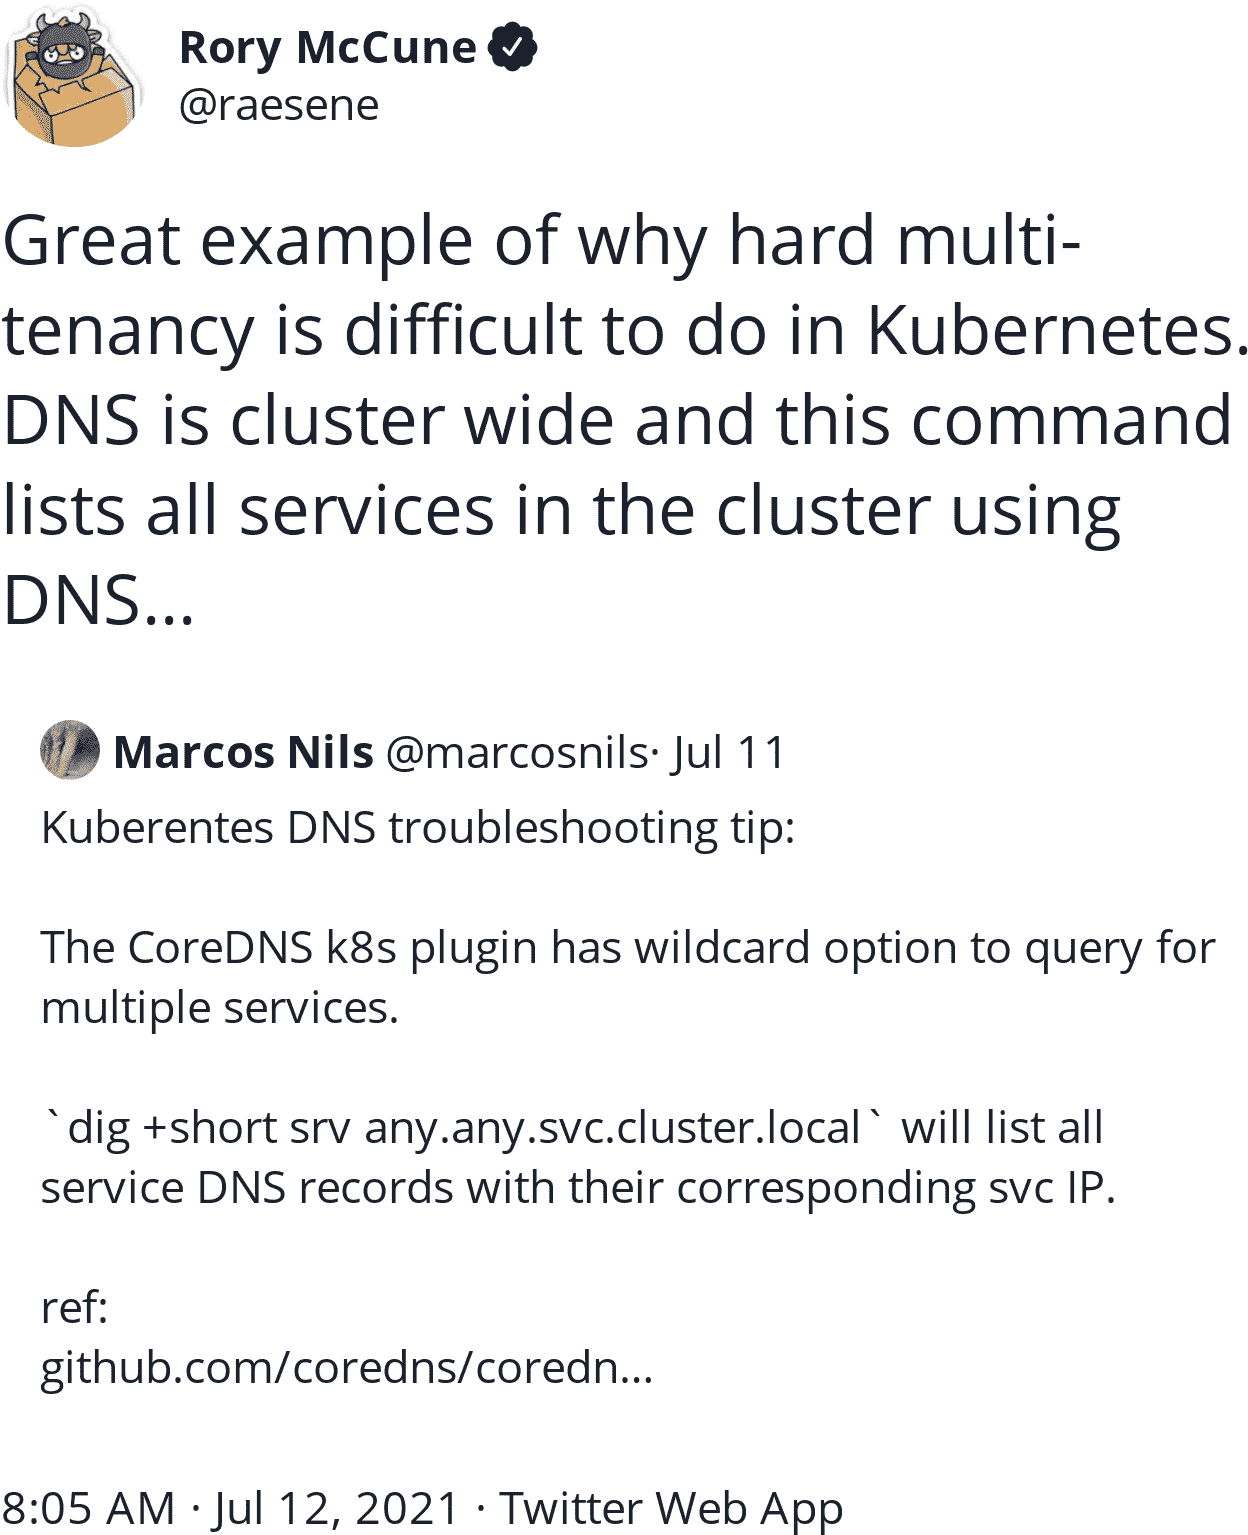 Rory McCune
@raesene
Great example of why hard multi-
tenancy is difficult to do in Kubernetes.
DNS is cluster wide and this command
lists all services in the cluster using
DNS...
Marcos Nils @marcosnils· Jul 11
Kuberentes DNS troubleshooting tip:
The CoreDNS k8s plugin has wildcard option to query for
multiple services.
`dig +short srv any.any.svc.cluster.local` will list all
service DNS records with their corresponding svc IP.
ref:
github.com/coredns/coredn...
8:05 AM · Jul 12, 2021 · Twitter Web App